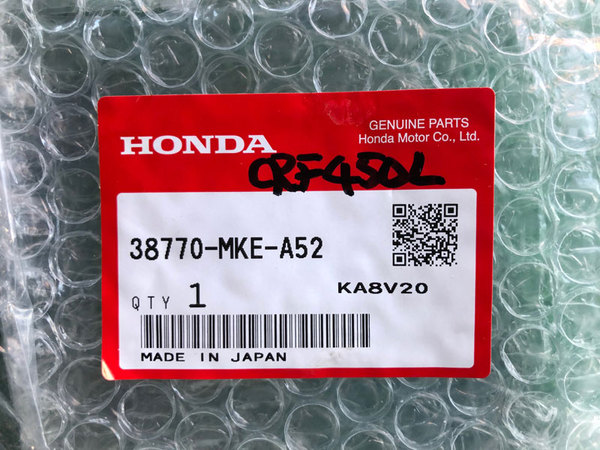 GENUINE PARTS
HONDA
Honda Motor Co., Ltd.
CRF450L
38770-MKE-A52
KA8V20
QTY 1
MADE IN JAPAN